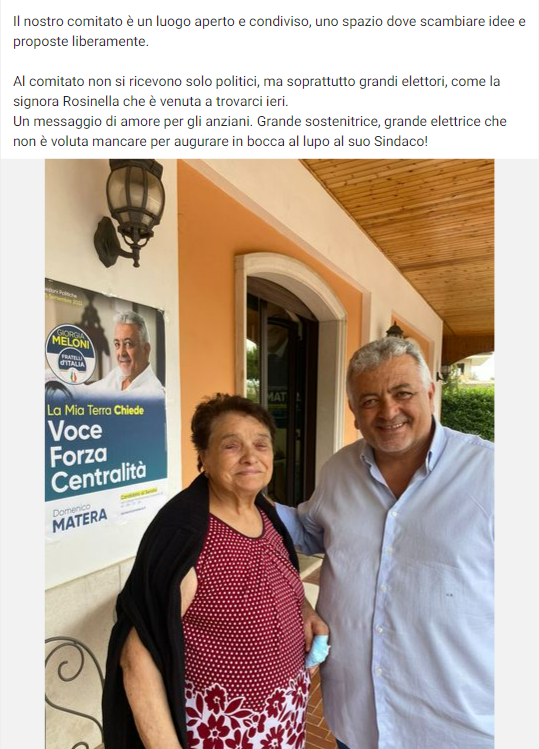 Il nostro comitato è un luogo aperto e condiviso, uno spazio dove scambiare idee e
proposte liberamente.
Al comitato non si ricevono solo politici, ma soprattutto grandi elettori, come la
signora Rosinella che è venuta a trovarci ieri.
Un messaggio di amore per gli anziani. Grande sostenitrice, grande elettrice che
non è voluta mancare per augurare in bocca al lupo al suo Sindaco!
GIORGIA
MELONI
FRATELLI
d'ITALIA
La Mia Terra Chiede
Voce
Forza
Centralità
Domenico
MATERA